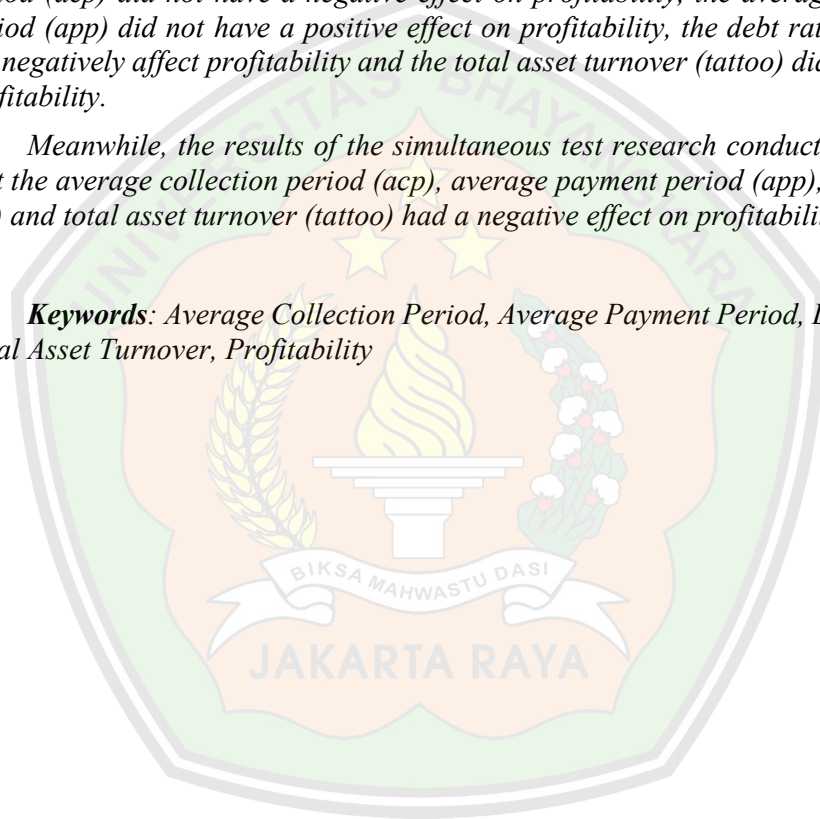 iod (acp) did not have a negative effect on profitability, the averag
iod (app) did not have a positive effect on profitability, the debt rat
negatively affect profitability and the total asset turnover (tattoo) did
fitability.
Meanwhile, the results of the simultaneous test research conduct
t the average collection period (acp), average payment period (app),
) and total asset turnover (tattoo) had a negative effect on profitabili
Keywords: Average Collection Period, Average Payment Period, D
al Asset Turnover, Profitability
UNIVERSITAS BHAYANGKARA
BIKSA MAHWASTU DASI
JAKARTA RAYA